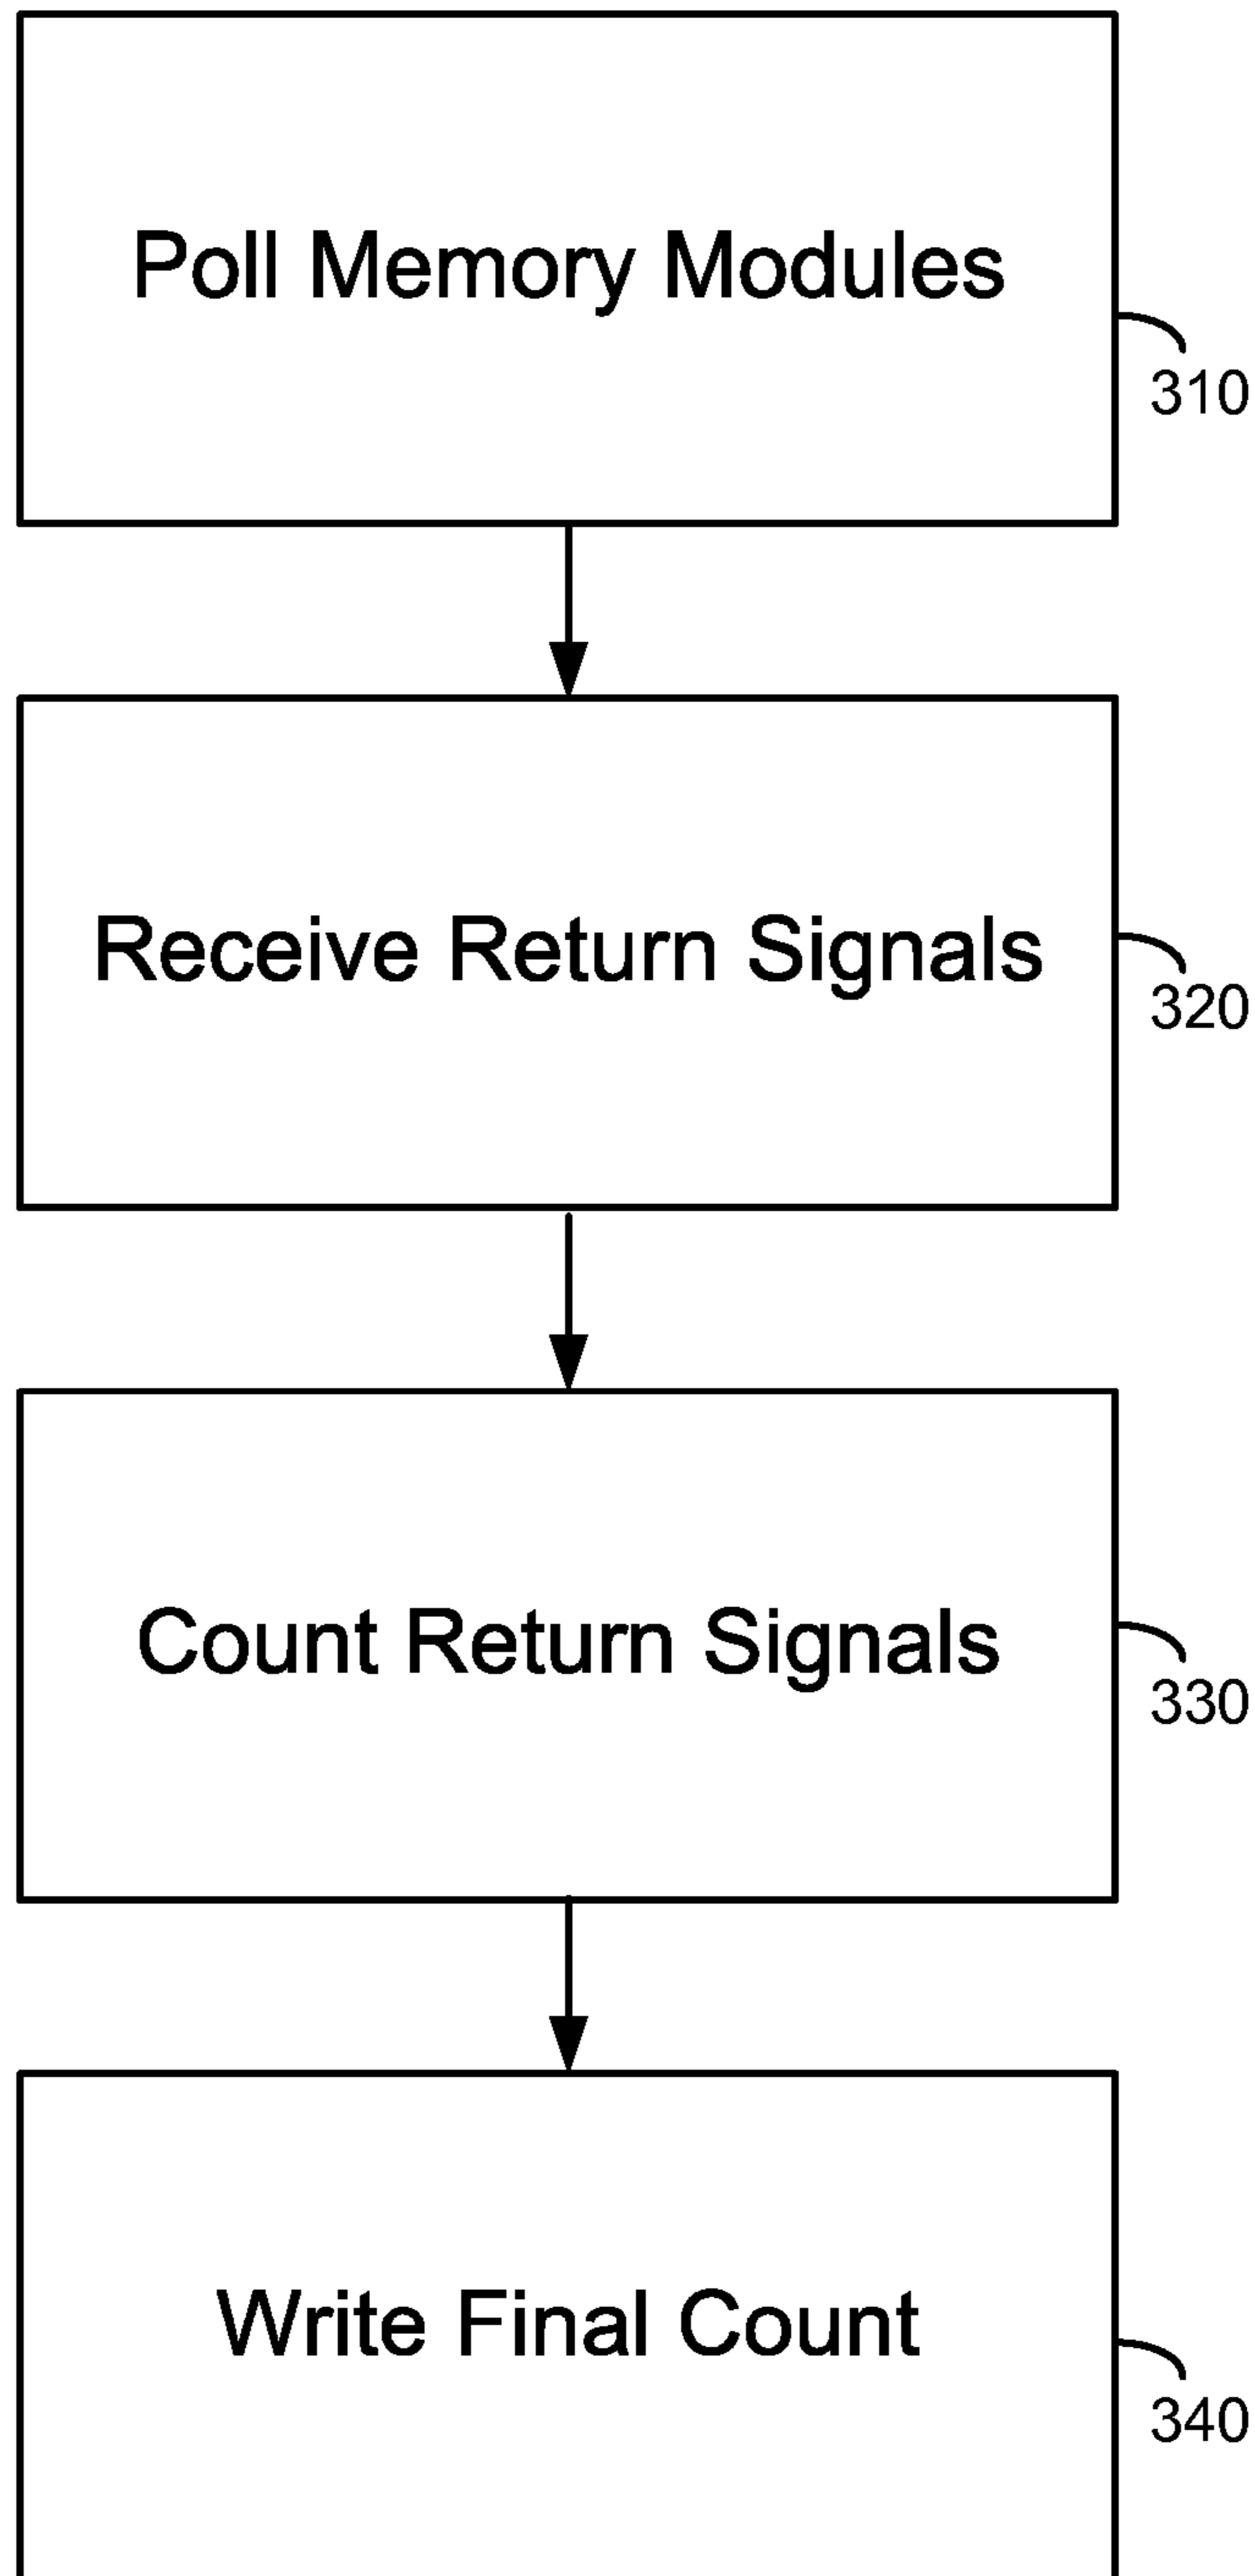 Poll Memory Modules
310
Receive Return Signals
320
Count Return Signals
330
Write Final Count
340